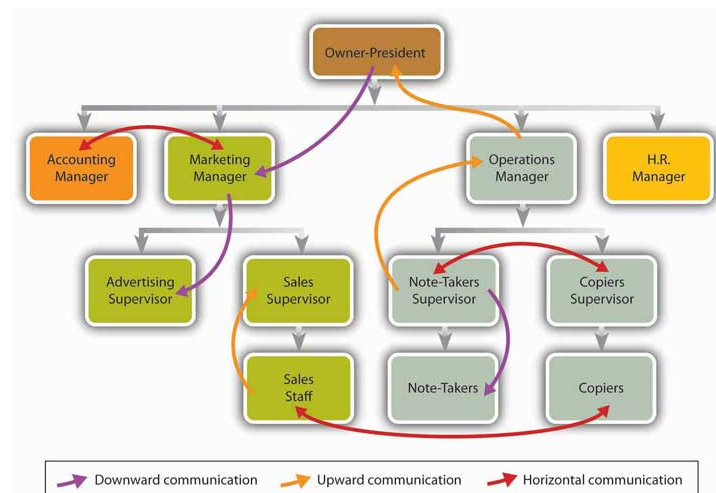 Owner-President
Accounting
Manager
Marketing
Manager
Operations
Manager
H.R.
Manager
Advertising
Supervisor
Sales
Supervisor
Note-Takers
Supervisor
Copiers
Supervisor
Sales
Staff
Note-Takers
Copiers
Downward communication
Upward communication
Horizontal communication